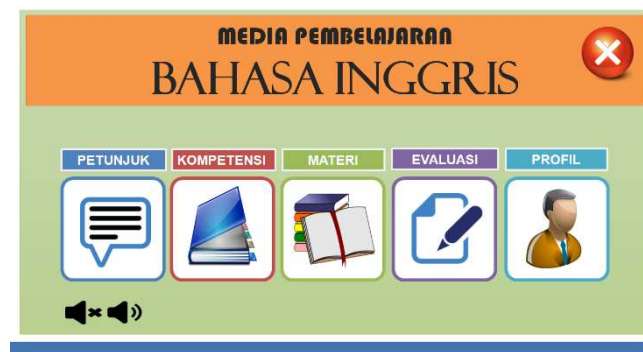 MEDIA PEMBELAJARAN
BAHASA INGGRIS
PETUNJUK KOMPETENSI MATERI EVALUASI PROFIL